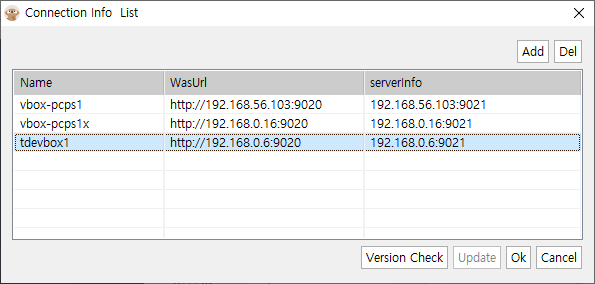 Connection Info List
Add Del
Name WasUrl serverInfo
vbox-pcps1 http://192.168.56.103:9020 192.168.56.103:9021
vbox-pcps1x http://192.168.0.16:9020 192.168.0.16:9021
tdevbox1 http://192.168.0.6:9020 192.168.0.6:9021
Version Check Update Ok Cancel